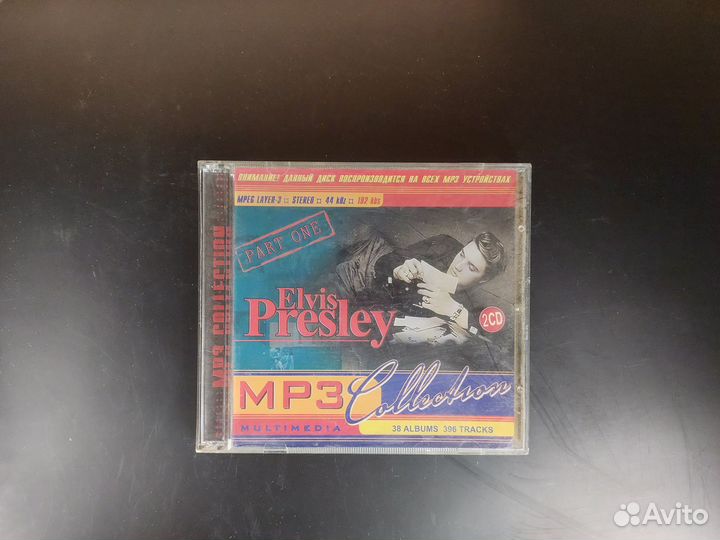 ВНИМАНИЕ! ДАННЫЙ ДИСК ВОСПРОИЗВОДИТСЯ НА ВСЕХ MP3 УСТРОЙСТВАХ
MPEG LAYER-3 :: STEREO :: 44 kHz :: 192 kbs
PART ONE
MP3 COLLECTION
Elvis
Presley
2CD
MP3 Collection
MULTIMEDIA
38 ALBUMS 396 TRACKS
Avito